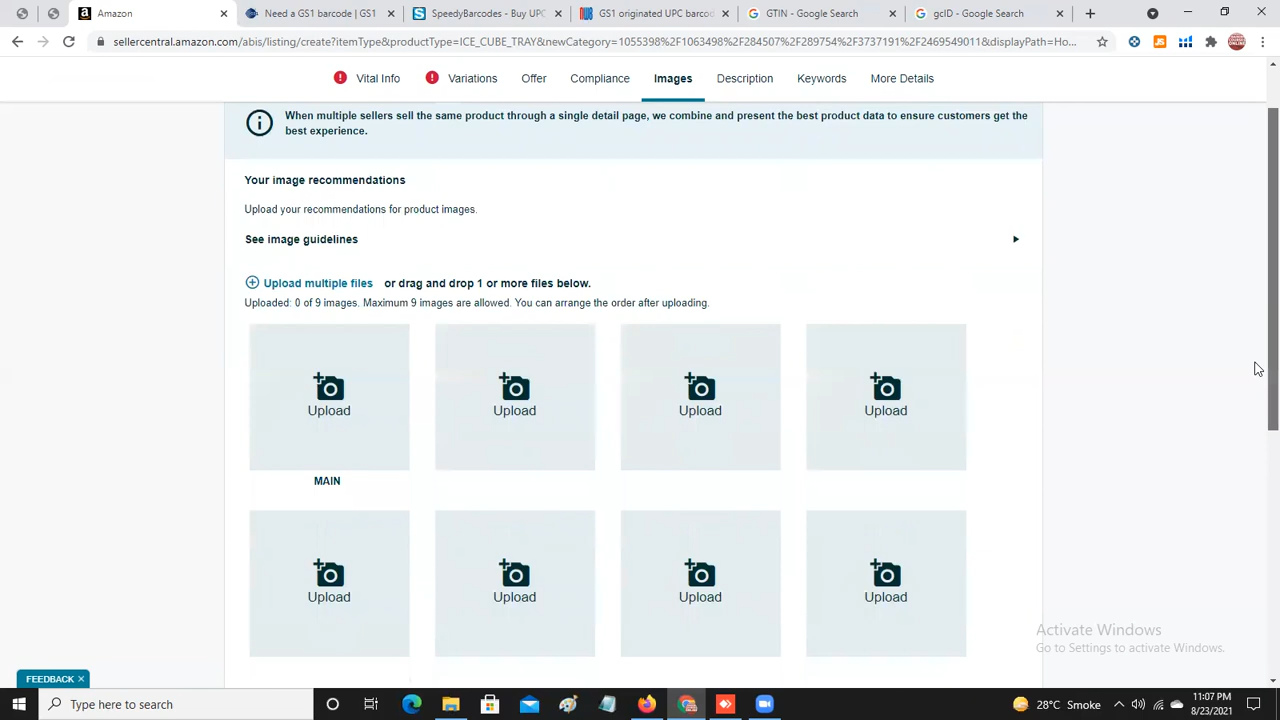 Amazon
Need a GS1 barcode | GS1
SpeedyBarcodes - Buy UPC
GS1 originated UPC barcod
GTIN - Google Search
gcID - Google Search
sellercentral.amazon.com/abis/listing/create?itemType&productType=ICE_CUBE_TRAY&newCategory=1055398%2F1063498%2F284507%2F289754%2F3737191%2F2469549011&displayPath=Ho...
Vital Info
Variations
Offer
Compliance
Images
Description
Keywords
More Details
When multiple sellers sell the same product through a single detail page, we combine and present the best product data to ensure customers get the
best experience.
Your image recommendations
Upload your recommendations for product images.
See image guidelines
Upload multiple files or drag and drop 1 or more files below.
Uploaded: 0 of 9 images. Maximum 9 images are allowed. You can arrange the order after uploading.
Upload
Upload
Upload
Upload
MAIN
Upload
Upload
Upload
Upload
Activate Windows
Go to Settings to activate Windows.
FEEDBACK
Type here to search
28°C Smoke
11:07 PM
8/23/2021